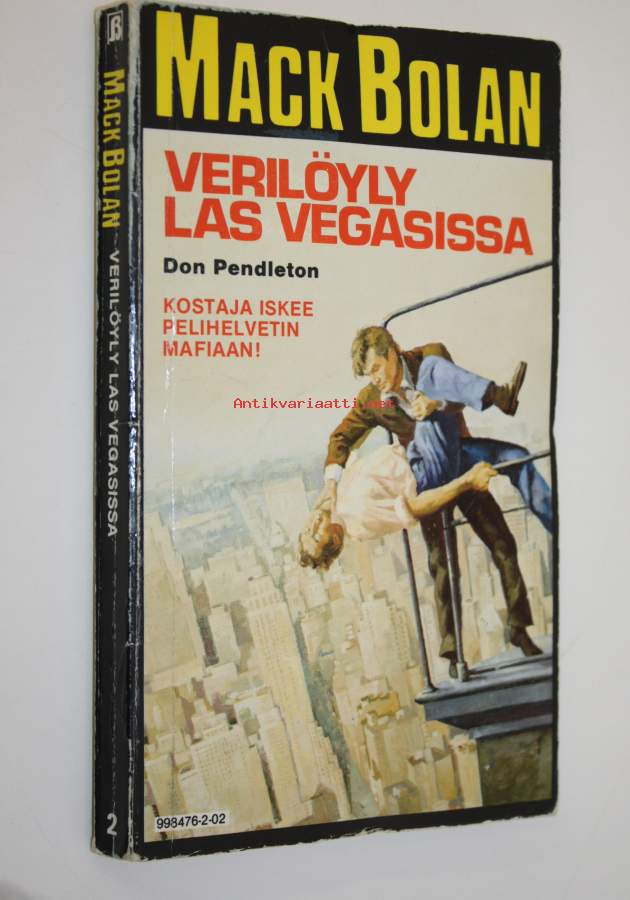 MACK BOLAN
VERILÖYLY
LAS VEGASISSA
Don Pendleton
KOSTAJA ISKEE
PELIHELVETIN
MAFIAAN!
Antikvariaatti.net
998476-2-02
B
MACK BOLAN VERILÖYLY LAS VEGASISSA
2